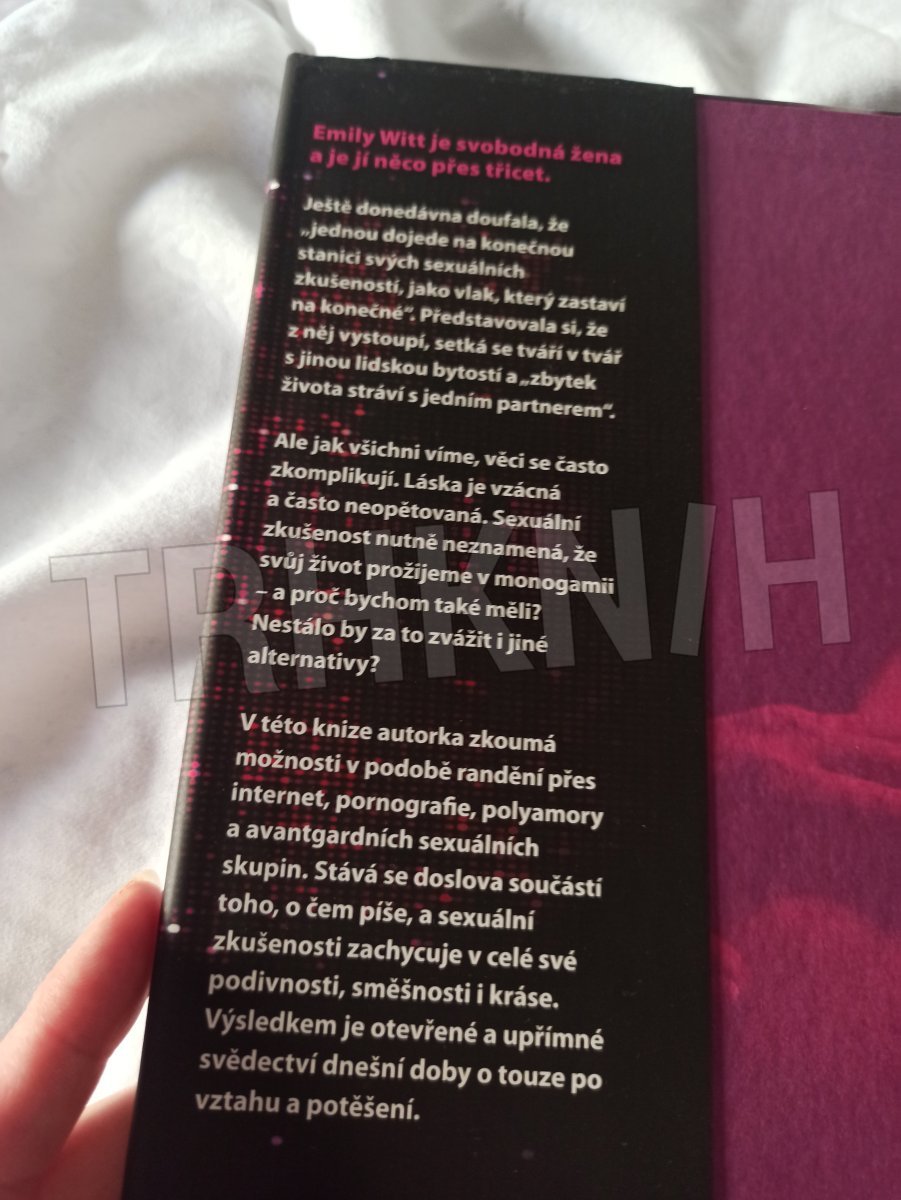 Emily Witt je svobodná žena
a je jí něco přes třicet.
Ještě donedávna doufala, že
„jednou dojede na konečnou
stanici svých sexuálních
zkušeností, jako vlak, který zastaví
na konečné“. Představovala si, že
z něj vystoupí, setká se tváří v tvář
s jinou lidskou bytostí a „zbytek
života stráví s jedním partnerem“.
Ale jak všichni víme, věci se často
zkomplikují. Láska je vzácná
a často neopětovaná. Sexuální
zkušenost nutně neznamená, že
svůj život prožijeme v monogamii
– a proč bychom také měli?
Nestálo by za to zvážit i jiné
alternativy?
V této knize autorka zkoumá
možnosti v podobě randění přes
internet, pornografie, polyamory
a avantgardních sexuálních
skupin. Stává se doslova součástí
toho, o čem píše, a sexuální
zkušenosti zachycuje v celé své
podivnosti, směšnosti i kráse.
Výsledkem je otevřené a upřímné
svědectví dnešní doby o touze po
vztahu a potěšení.
TRHKNIH